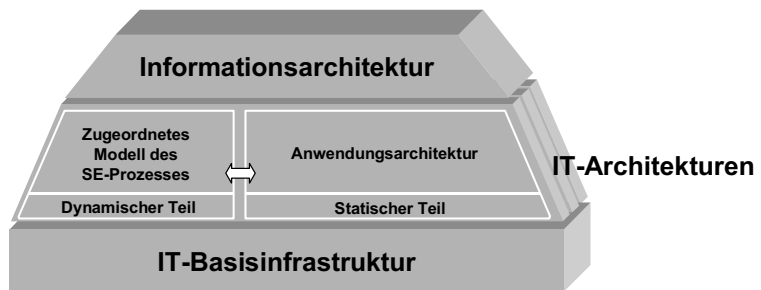 Informationsarchitektur
Zugeordnetes
Modell des
SE-Prozesses
Anwendungsarchitektur
IT-Architekturen
Dynamischer Teil
Statischer Teil
IT-Basisinfrastruktur